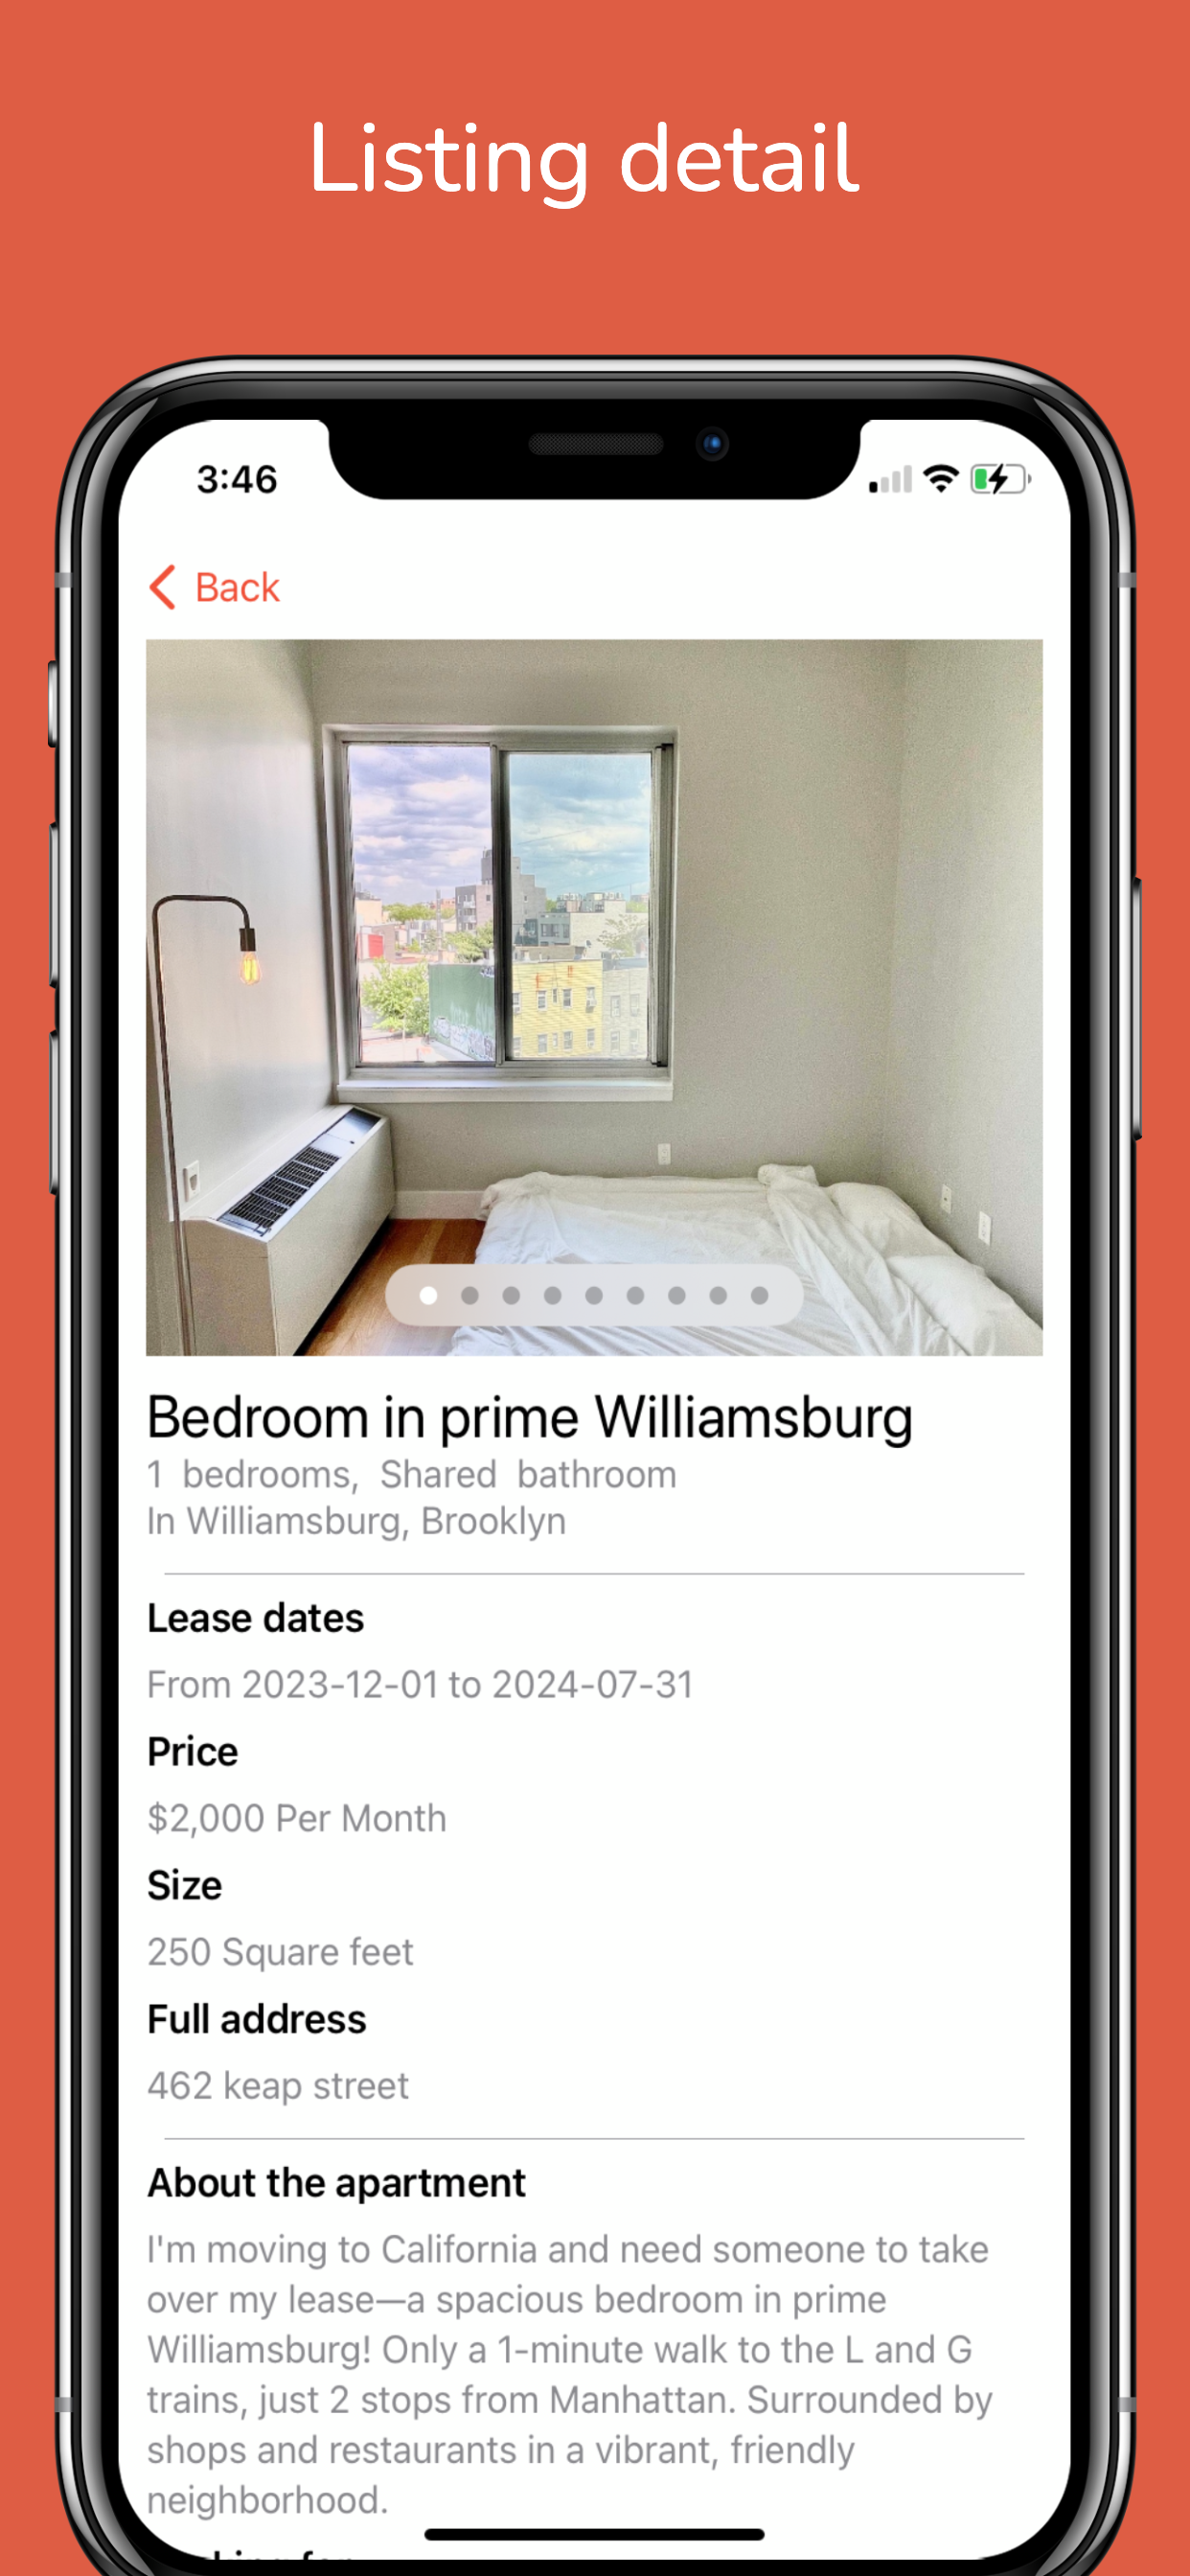 Listing detail
3:46
Back
Bedroom in prime Williamsburg
1 bedrooms, Shared bathroom
In Williamsburg, Brooklyn
Lease dates
From 2023-12-01 to 2024-07-31
Price
$2,000 Per Month
Size
250 Square feet
Full address
462 keap street
About the apartment
I'm moving to California and need someone to take
over my lease—a spacious bedroom in prime
Williamsburg! Only a 1-minute walk to the L and G
trains, just 2 stops from Manhattan. Surrounded by
shops and restaurants in a vibrant, friendly
neighborhood.